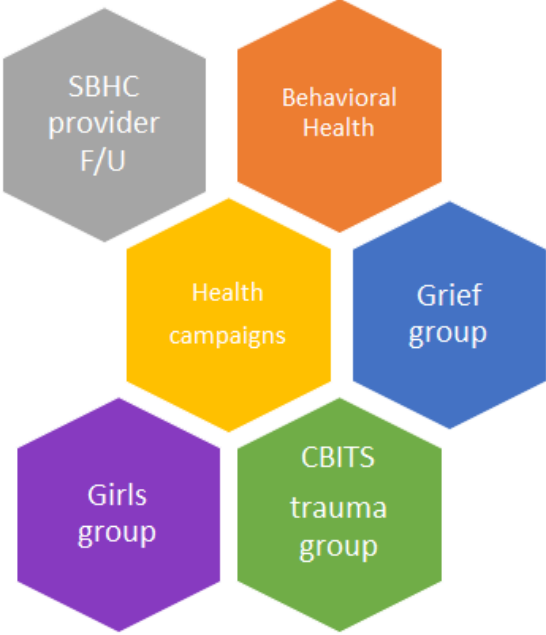 SBHC
provider
F/U
Behavioral
Health
Health
campaigns
Grief
group
Girls
group
CBITS
trauma
group